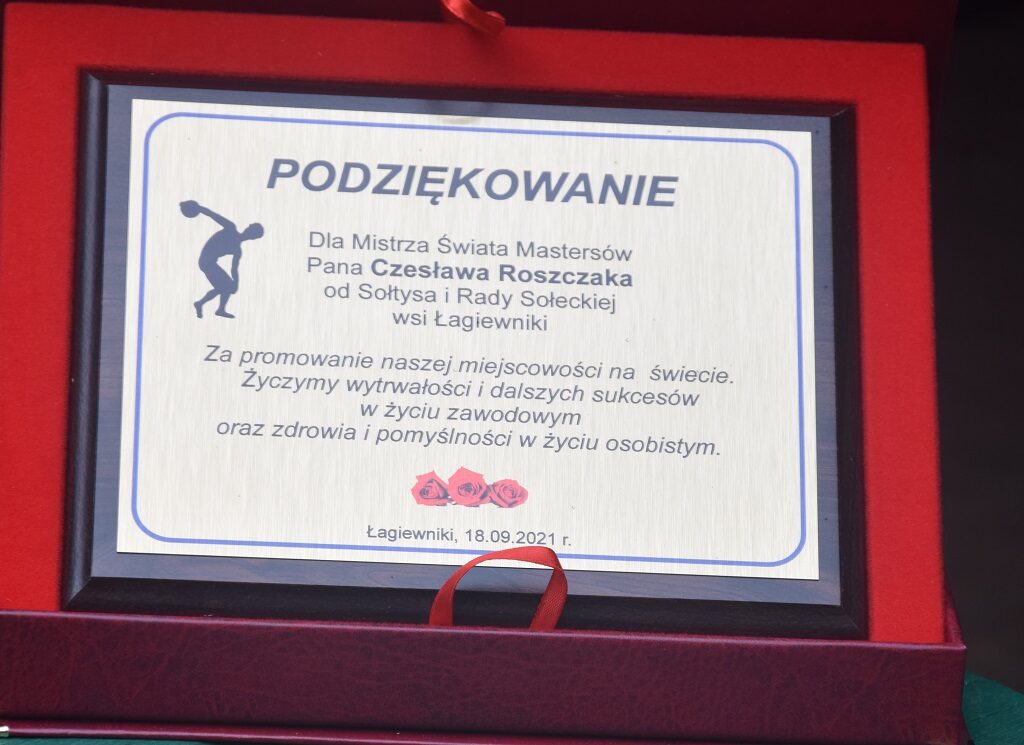 PODZIĘKOWANIE
Dla Mistrza Świata Mastersów
Pana Czesława Roszczaka
od Sołtysa i Rady Sołeckiej
wsi Łagiewniki
Za promowanie naszej miejscowości na świecie.
Życzymy wytrwałości i dalszych sukcesów
w życiu zawodowym
oraz zdrowia i pomyślności w życiu osobistym.
Łagiewniki, 18.09.2021 r.